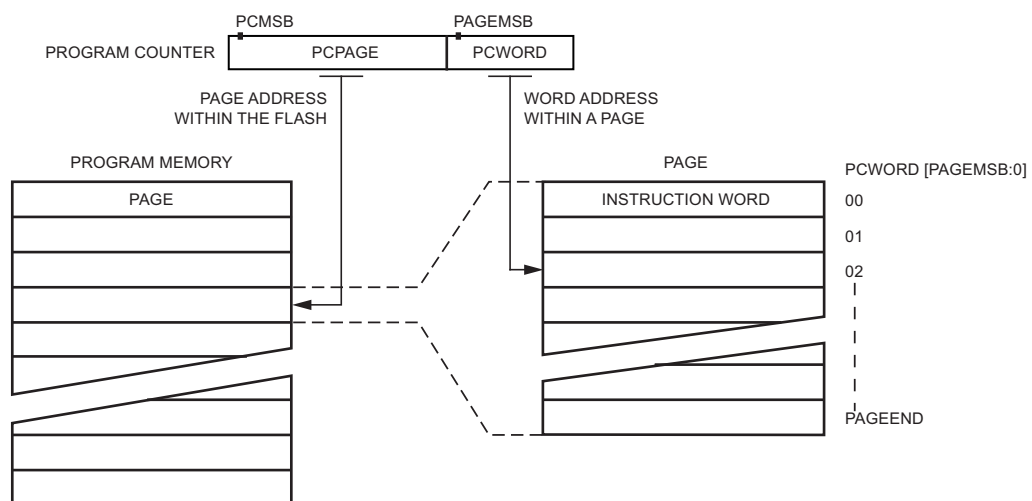 PCMSB
PAGEMSB
PROGRAM COUNTER
PCPAGE
PCWORD
PAGE ADDRESS
WITHIN THE FLASH
WORD ADDRESS
WITHIN A PAGE
PROGRAM MEMORY
PAGE
PAGE
INSTRUCTION WORD
PCWORD [PAGEMSB:0]
00
01
02
PAGEEND